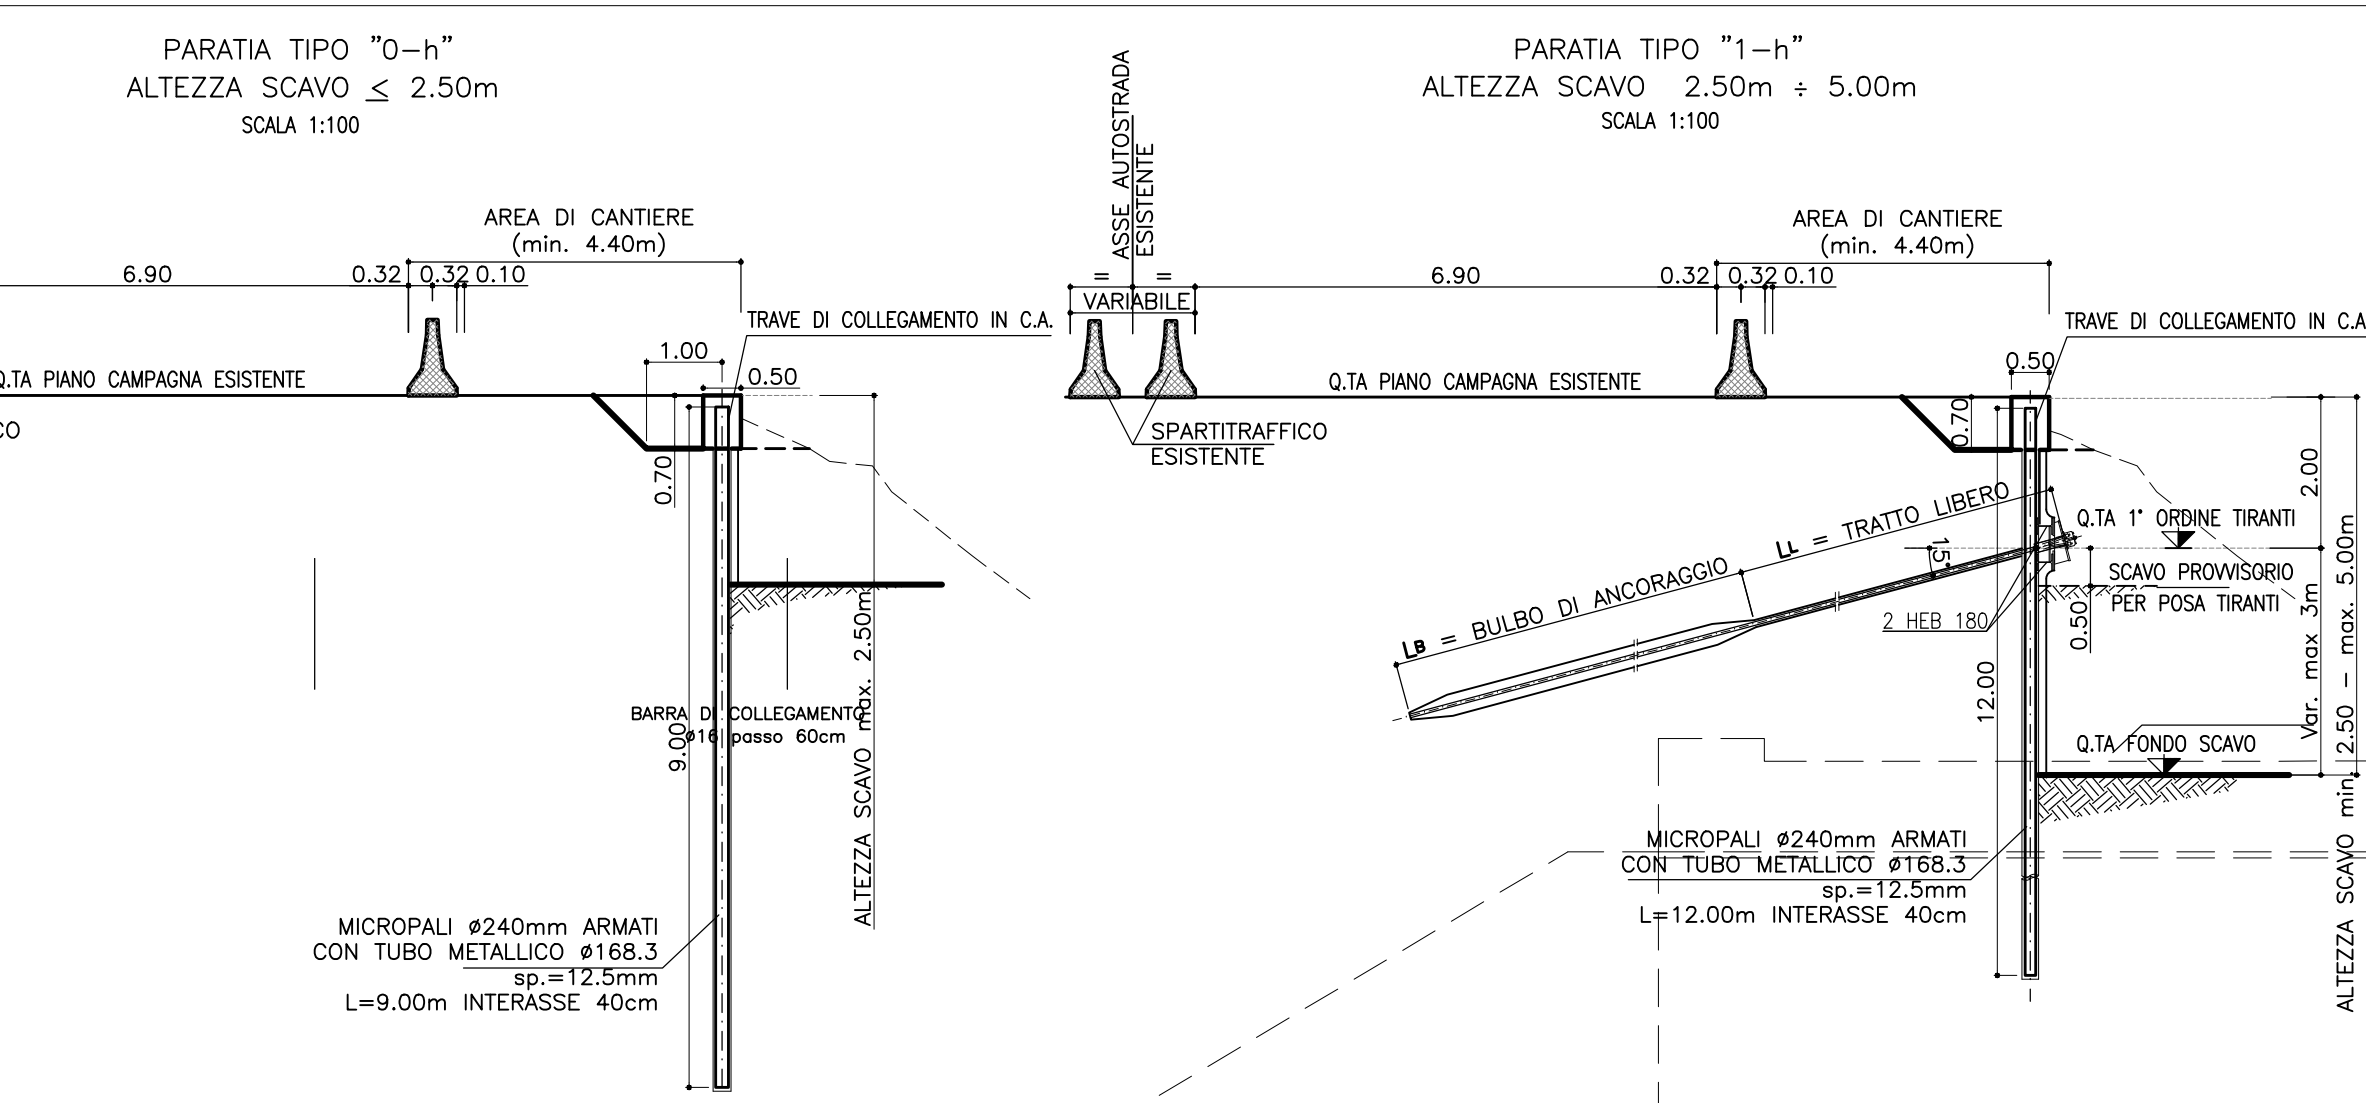 PARATIA TIPO "0-h"
ALTEZZA SCAVO ≤ 2.50m
SCALA 1:100
AREA DI CANTIERE
(min. 4.40m)
6.90
0.32
0.32
0.10
TRAVE DI COLLEGAMENTO IN C.A.
1.00
0.50
Q.TA PIANO CAMPAGNA ESISTENTE
CO
0.70
BARRA DI COLLEGAMENTO
ø16 passo 60cm
9.00
ALTEZZA SCAVO max. 2.50m
MICROPALI ø240mm ARMATI
CON TUBO METALLICO ø168.3
sp.=12.5mm
L=9.00m INTERASSE 40cm
PARATIA TIPO "1-h"
ALTEZZA SCAVO 2.50m ÷ 5.00m
SCALA 1:100
ASSE AUTOSTRADA
ESISTENTE
AREA DI CANTIERE
(min. 4.40m)
= =
6.90
0.32
0.32
0.10
VARIABILE
TRAVE DI COLLEGAMENTO IN C.A
0.50
Q.TA PIANO CAMPAGNA ESISTENTE
SPARTITRAFFICO
ESISTENTE
0.70
2.00
LB = BULBO DI ANCORAGGIO
LL = TRATTO LIBERO
15°
Q.TA 1° ORDINE TIRANTI
SCAVO PROVVISORIO
PER POSA TIRANTI
2 HEB 180
0.50
12.00
Var. max 3m
Q.TA FONDO SCAVO
ALTEZZA SCAVO min. 2.50 - max. 5.00m
MICROPALI ø240mm ARMATI
CON TUBO METALLICO ø168.3
sp.=12.5mm
L=12.00m INTERASSE 40cm